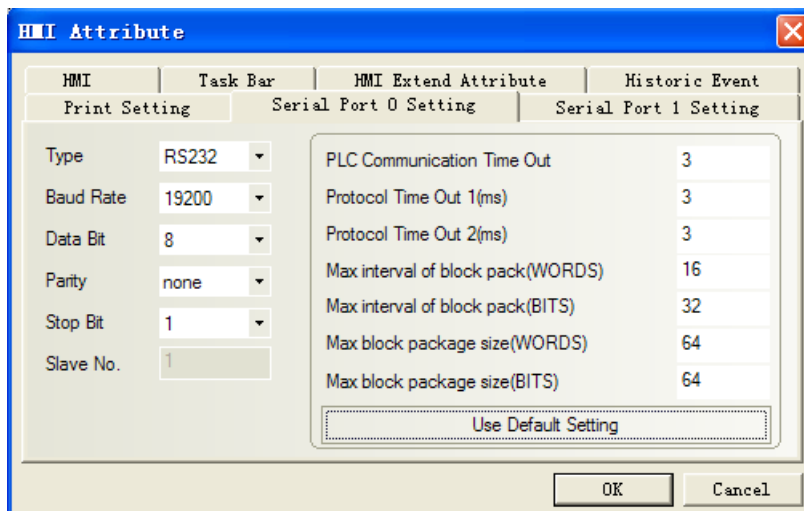 HMI Attribute
HMI
Task Bar
HMI Extend Attribute
Historic Event
Print Setting
Serial Port 0 Setting
Serial Port 1 Setting
Type RS232
Baud Rate 19200
Data Bit 8
Parity none
Stop Bit 1
Slave No. 1
PLC Communication Time Out 3
Protocol Time Out 1(ms) 3
Protocol Time Out 2(ms) 3
Max interval of block pack(WORDS) 16
Max interval of block pack(BITS) 32
Max block package size(WORDS) 64
Max block package size(BITS) 64
Use Default Setting
OK
Cancel